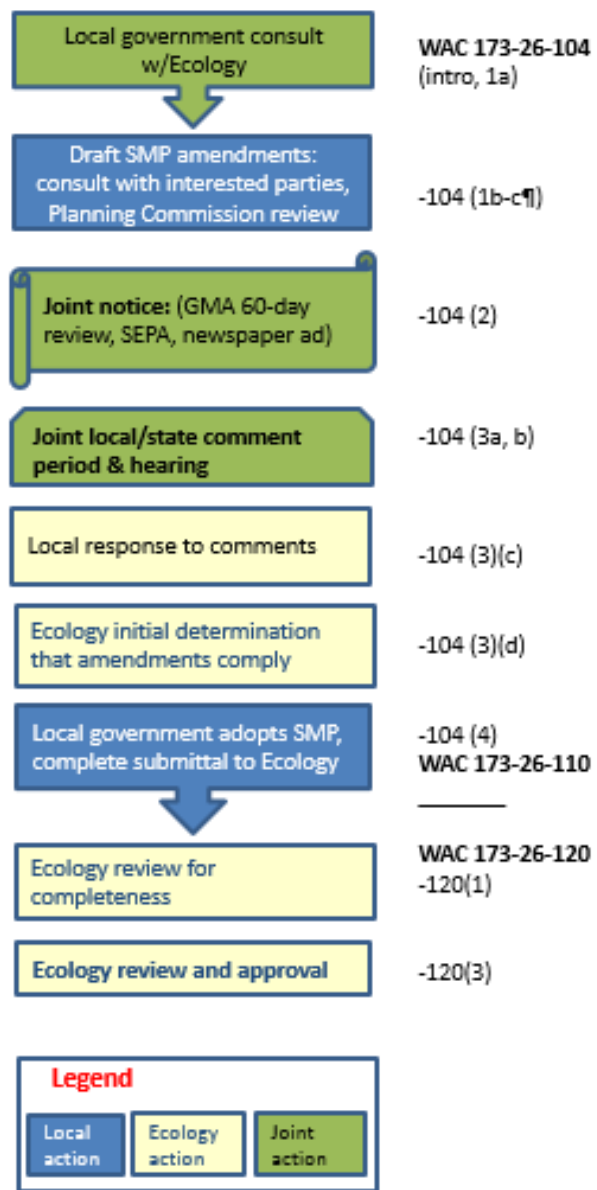 Local government consult
w/Ecology
WAC 173-26-104
(intro, 1a)
Draft SMP amendments:
consult with interested parties,
Planning Commission review
-104 (1b-c¶)
Joint notice: (GMA 60-day
review, SEPA, newspaper ad)
-104 (2)
Joint local/state comment
period & hearing
-104 (3a, b)
Local response to comments
-104 (3)(c)
Ecology initial determination
that amendments comply
-104 (3)(d)
Local government adopts SMP,
complete submittal to Ecology
-104 (4)
WAC 173-26-110
WAC 173-26-120
Ecology review for
completeness
-120(1)
Ecology review and approval
-120(3)
Legend
Local
action
Ecology
action
Joint
action